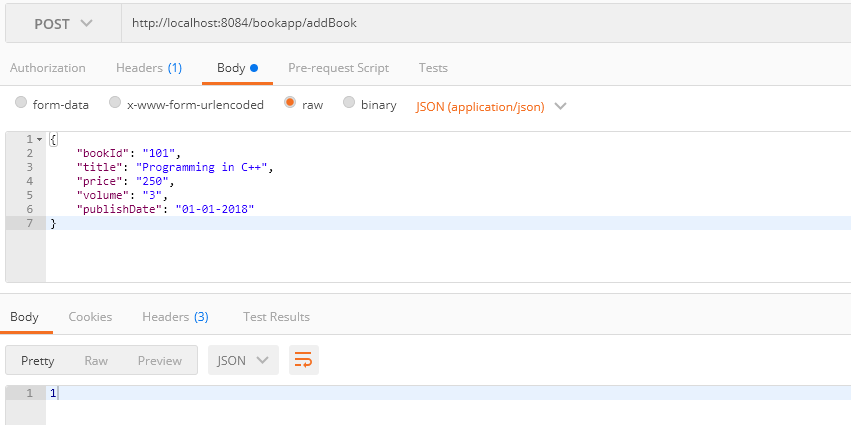 POST http://localhost:8084/bookapp/addBook
Authorization Headers (1) Body Pre-request Script Tests
form-data x-www-form-urlencoded raw binary JSON (application/json)
1 {
2 "bookId": "101",
3 "title": "Programming in C++",
4 "price": "250",
5 "volume": "3",
6 "publishDate": "01-01-2018"
7 }
Body Cookies Headers (3) Test Results
Pretty Raw Preview JSON
1 1